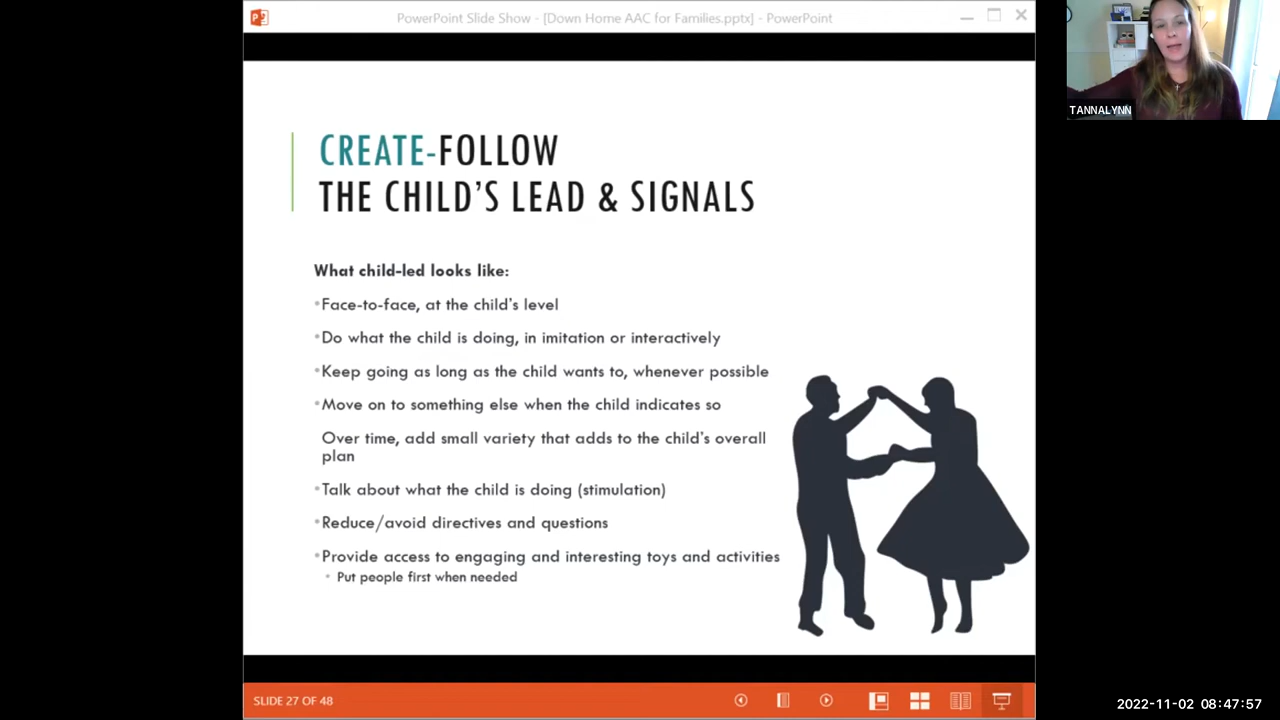 PowerPoint Slide Show - [Down Home AAC for Families.pptx] - PowerPoint
TANNALYNN
CREATE-FOLLOW
THE CHILD'S LEAD & SIGNALS
What child-led looks like:
•Face-to-face, at the child's level
•Do what the child is doing, in imitation or interactively
•Keep going as long as the child wants to, whenever possible
•Move on to something else when the child indicates so
Over time, add small variety that adds to the child's overall
plan
•Talk about what the child is doing (stimulation)
•Reduce/avoid directives and questions
•Provide access to engaging and interesting toys and activities
• Put people first when needed
SLIDE 27 OF 48
2022-11-02 08:47:57